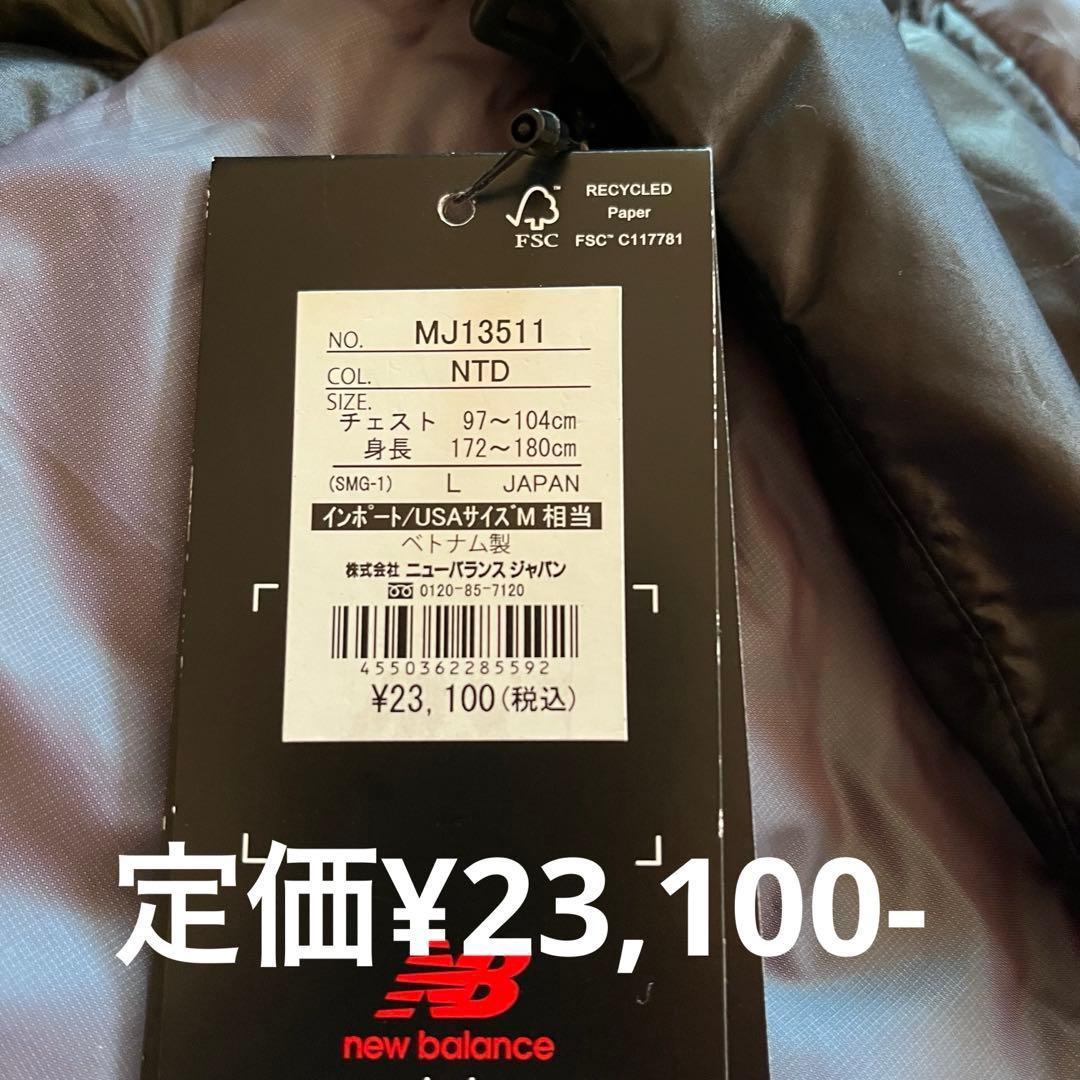 RECYCLED
Paper
FSC™ C117781
FSC
NO. MJ13511
COL. NTD
SIZE.
チェスト 97～104cm
身長 172～180cm
(SMG-1) L JAPAN
インポート/USAサイズM 相当
ベトナム製
株式会社 ニューバランス ジャパン
0120-85-7120
4550362285592
¥23,100(税込)
定価¥23,100-
NB
new balance